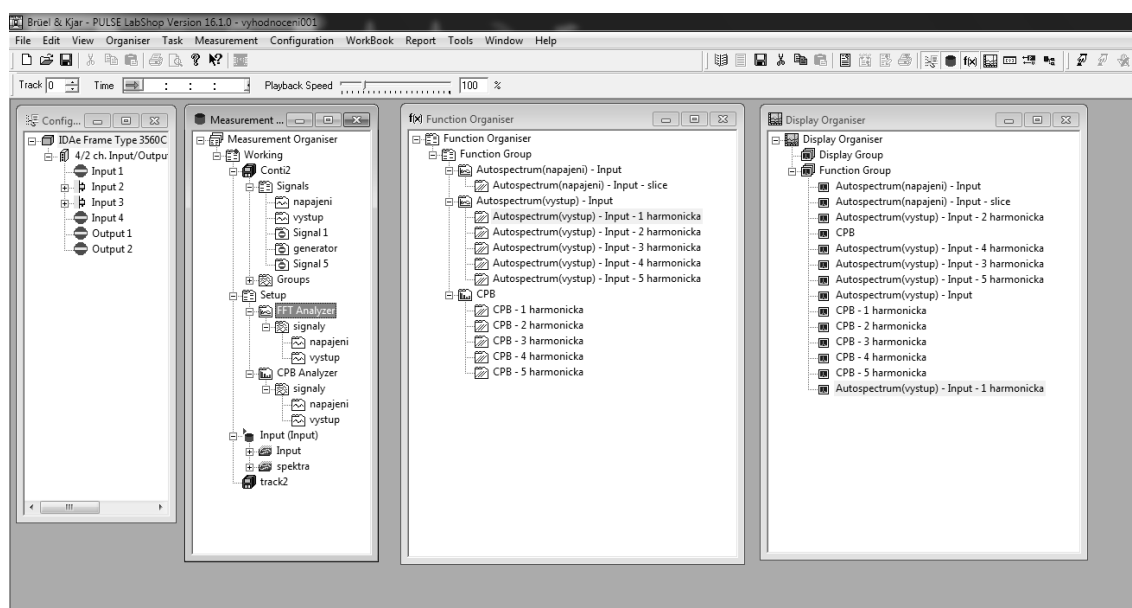 Brüel & Kjar - PULSE LabShop Version 16.1.0 - vyhodnoceni001
File Edit View Organiser Task Measurement Configuration WorkBook Report Tools Window Help
Track 0 Time : : : Playback Speed 100 %
Config...
IDAe Frame Type 3560C
4/2 ch. Input/Outpu
Input 1
Input 2
Input 3
Input 4
Output 1
Output 2
Measurement ...
Measurement Organiser
Working
Conti2
Signals
napajeni
vystup
Signal 1
generator
Signal 5
Groups
Setup
FFT Analyzer
signaly
napajeni
vystup
CPB Analyzer
signaly
napajeni
vystup
Input (Input)
Input
spektra
track2
f(x) Function Organiser
Function Organiser
Function Group
Autospectrum(napajeni) - Input
Autospectrum(napajeni) - Input - slice
Autospectrum(vystup) - Input
Autospectrum(vystup) - Input - 1 harmonicka
Autospectrum(vystup) - Input - 2 harmonicka
Autospectrum(vystup) - Input - 3 harmonicka
Autospectrum(vystup) - Input - 4 harmonicka
Autospectrum(vystup) - Input - 5 harmonicka
CPB
CPB - 1 harmonicka
CPB - 2 harmonicka
CPB - 3 harmonicka
CPB - 4 harmonicka
CPB - 5 harmonicka
Display Organiser
Display Organiser
Display Group
Function Group
Autospectrum(napajeni) - Input
Autospectrum(napajeni) - Input - slice
Autospectrum(vystup) - Input - 2 harmonicka
CPB
Autospectrum(vystup) - Input - 4 harmonicka
Autospectrum(vystup) - Input - 3 harmonicka
Autospectrum(vystup) - Input - 5 harmonicka
Autospectrum(vystup) - Input
CPB - 1 harmonicka
CPB - 2 harmonicka
CPB - 3 harmonicka
CPB - 4 harmonicka
CPB - 5 harmonicka
Autospectrum(vystup) - Input - 1 harmonicka